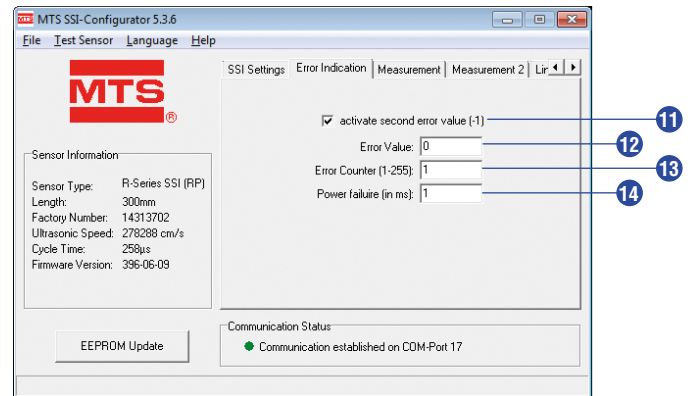 MTS SSI-Configurator 5.3.6
File Test Sensor Language Help
SSI Settings Error Indication Measurement Measurement 2 Lir
MTS
®
activate second error value (-1)
11
Error Value: 0
12
Error Counter (1-255): 1
13
Power failuire (in ms): 1
14
Sensor Information
Sensor Type: R-Series SSI (RP)
Length: 300mm
Factory Number: 14313702
Ultrasonic Speed: 278288 cm/s
Cycle Time: 258µs
Firmware Version: 396-06-09
EEPROM Update
Communication Status
Communication established on COM-Port 17